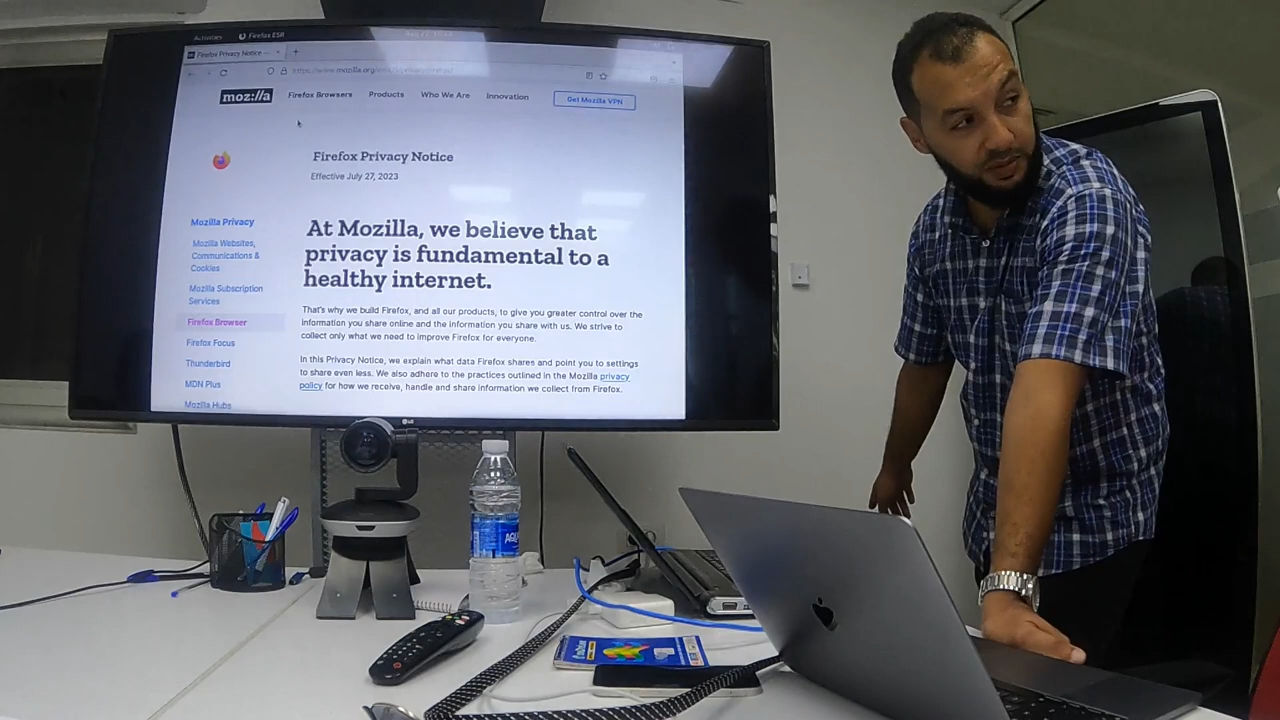 Activities
Firefox ESR
Firefox Privacy Notice
moz://a
Firefox Browsers
Products
Who We Are
Innovation
Get Mozilla VPN
Firefox Privacy Notice
Effective July 27, 2023
At Mozilla, we believe that
privacy is fundamental to a
healthy internet.
That's why we build Firefox, and all our products, to give you greater control over the
information you share online and the information you share with us. We strive to
collect only what we need to improve Firefox for everyone.
In this Privacy Notice, we explain what data Firefox shares and point you to settings
to share even less. We also adhere to the practices outlined in the Mozilla privacy
policy for how we receive, handle and share information we collect from Firefox.
Mozilla Privacy
Mozilla Websites,
Communications &
Cookies
Mozilla Subscription
Services
Firefox Browser
Firefox Focus
Thunderbird
MDN Plus
Mozilla Hubs
LG